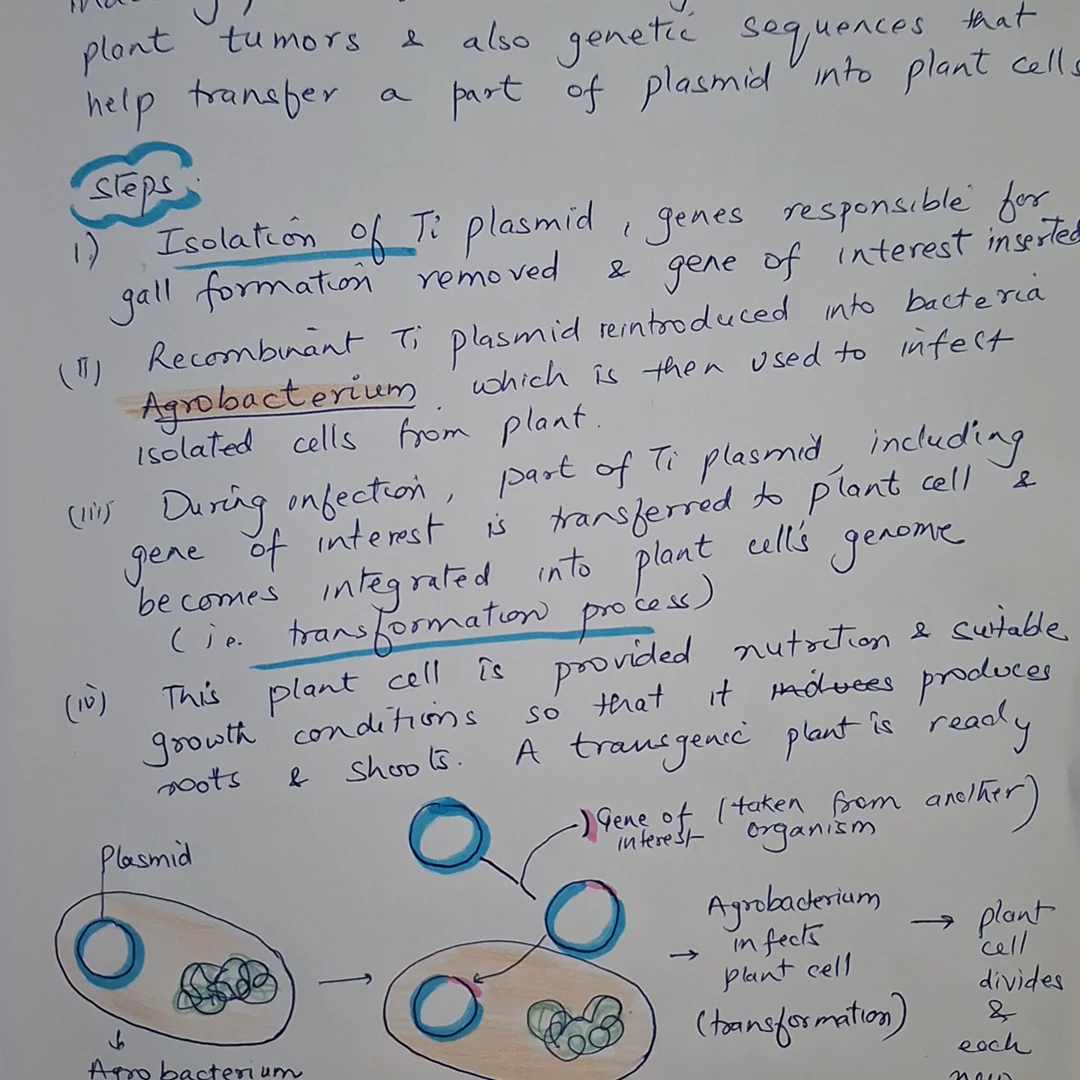 plant tumors & also genetic sequences that
help transfer a part of plasmid into plant cells
Steps.
i) Isolation of Ti plasmid, genes responsible for
gall formation removed & gene of interest inserted
(ii) Recombinant Ti plasmid reintroduced into bacteria
Agrobacterium which is then used to infect
isolated cells from plant.
(iii) During infection, part of Ti plasmid, including
gene of interest is transferred to plant cell &
becomes integrated into plant cell's genome
(ie. transformation process)
(iv) This plant cell is provided nutrition & suitable
growth conditions so that it induces produces
roots & shoots. A transgenic plant is ready
Gene of interest (taken from another organism)
Plasmid
Agrobacterium
infects
plant cell
(transformation)
plant
cell
divides
&
each
new
Agrobacterium